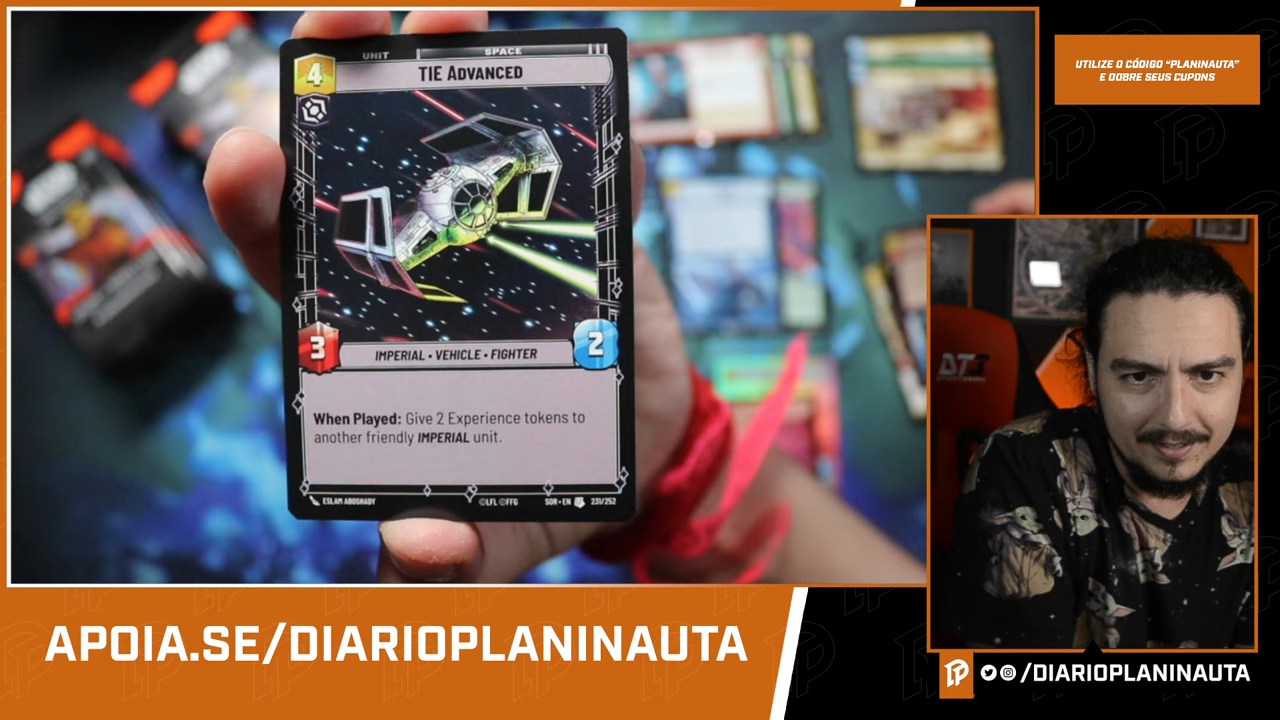 UNIT
SPACE
4
TIE ADVANCED
3
IMPERIAL • VEHICLE • FIGHTER
2
When Played: Give 2 Experience tokens to
another friendly IMPERIAL unit.
ESLAM ABOSHADY
©LFL ©FFG
SOR • EN
231/252
UTILIZE O CÓDIGO “PLANINAUTA”
E DOBRE SEUS CUPONS
DT3
APOIA.SE/DIARIOPLANINAUTA
/DIARIOPLANINAUTA